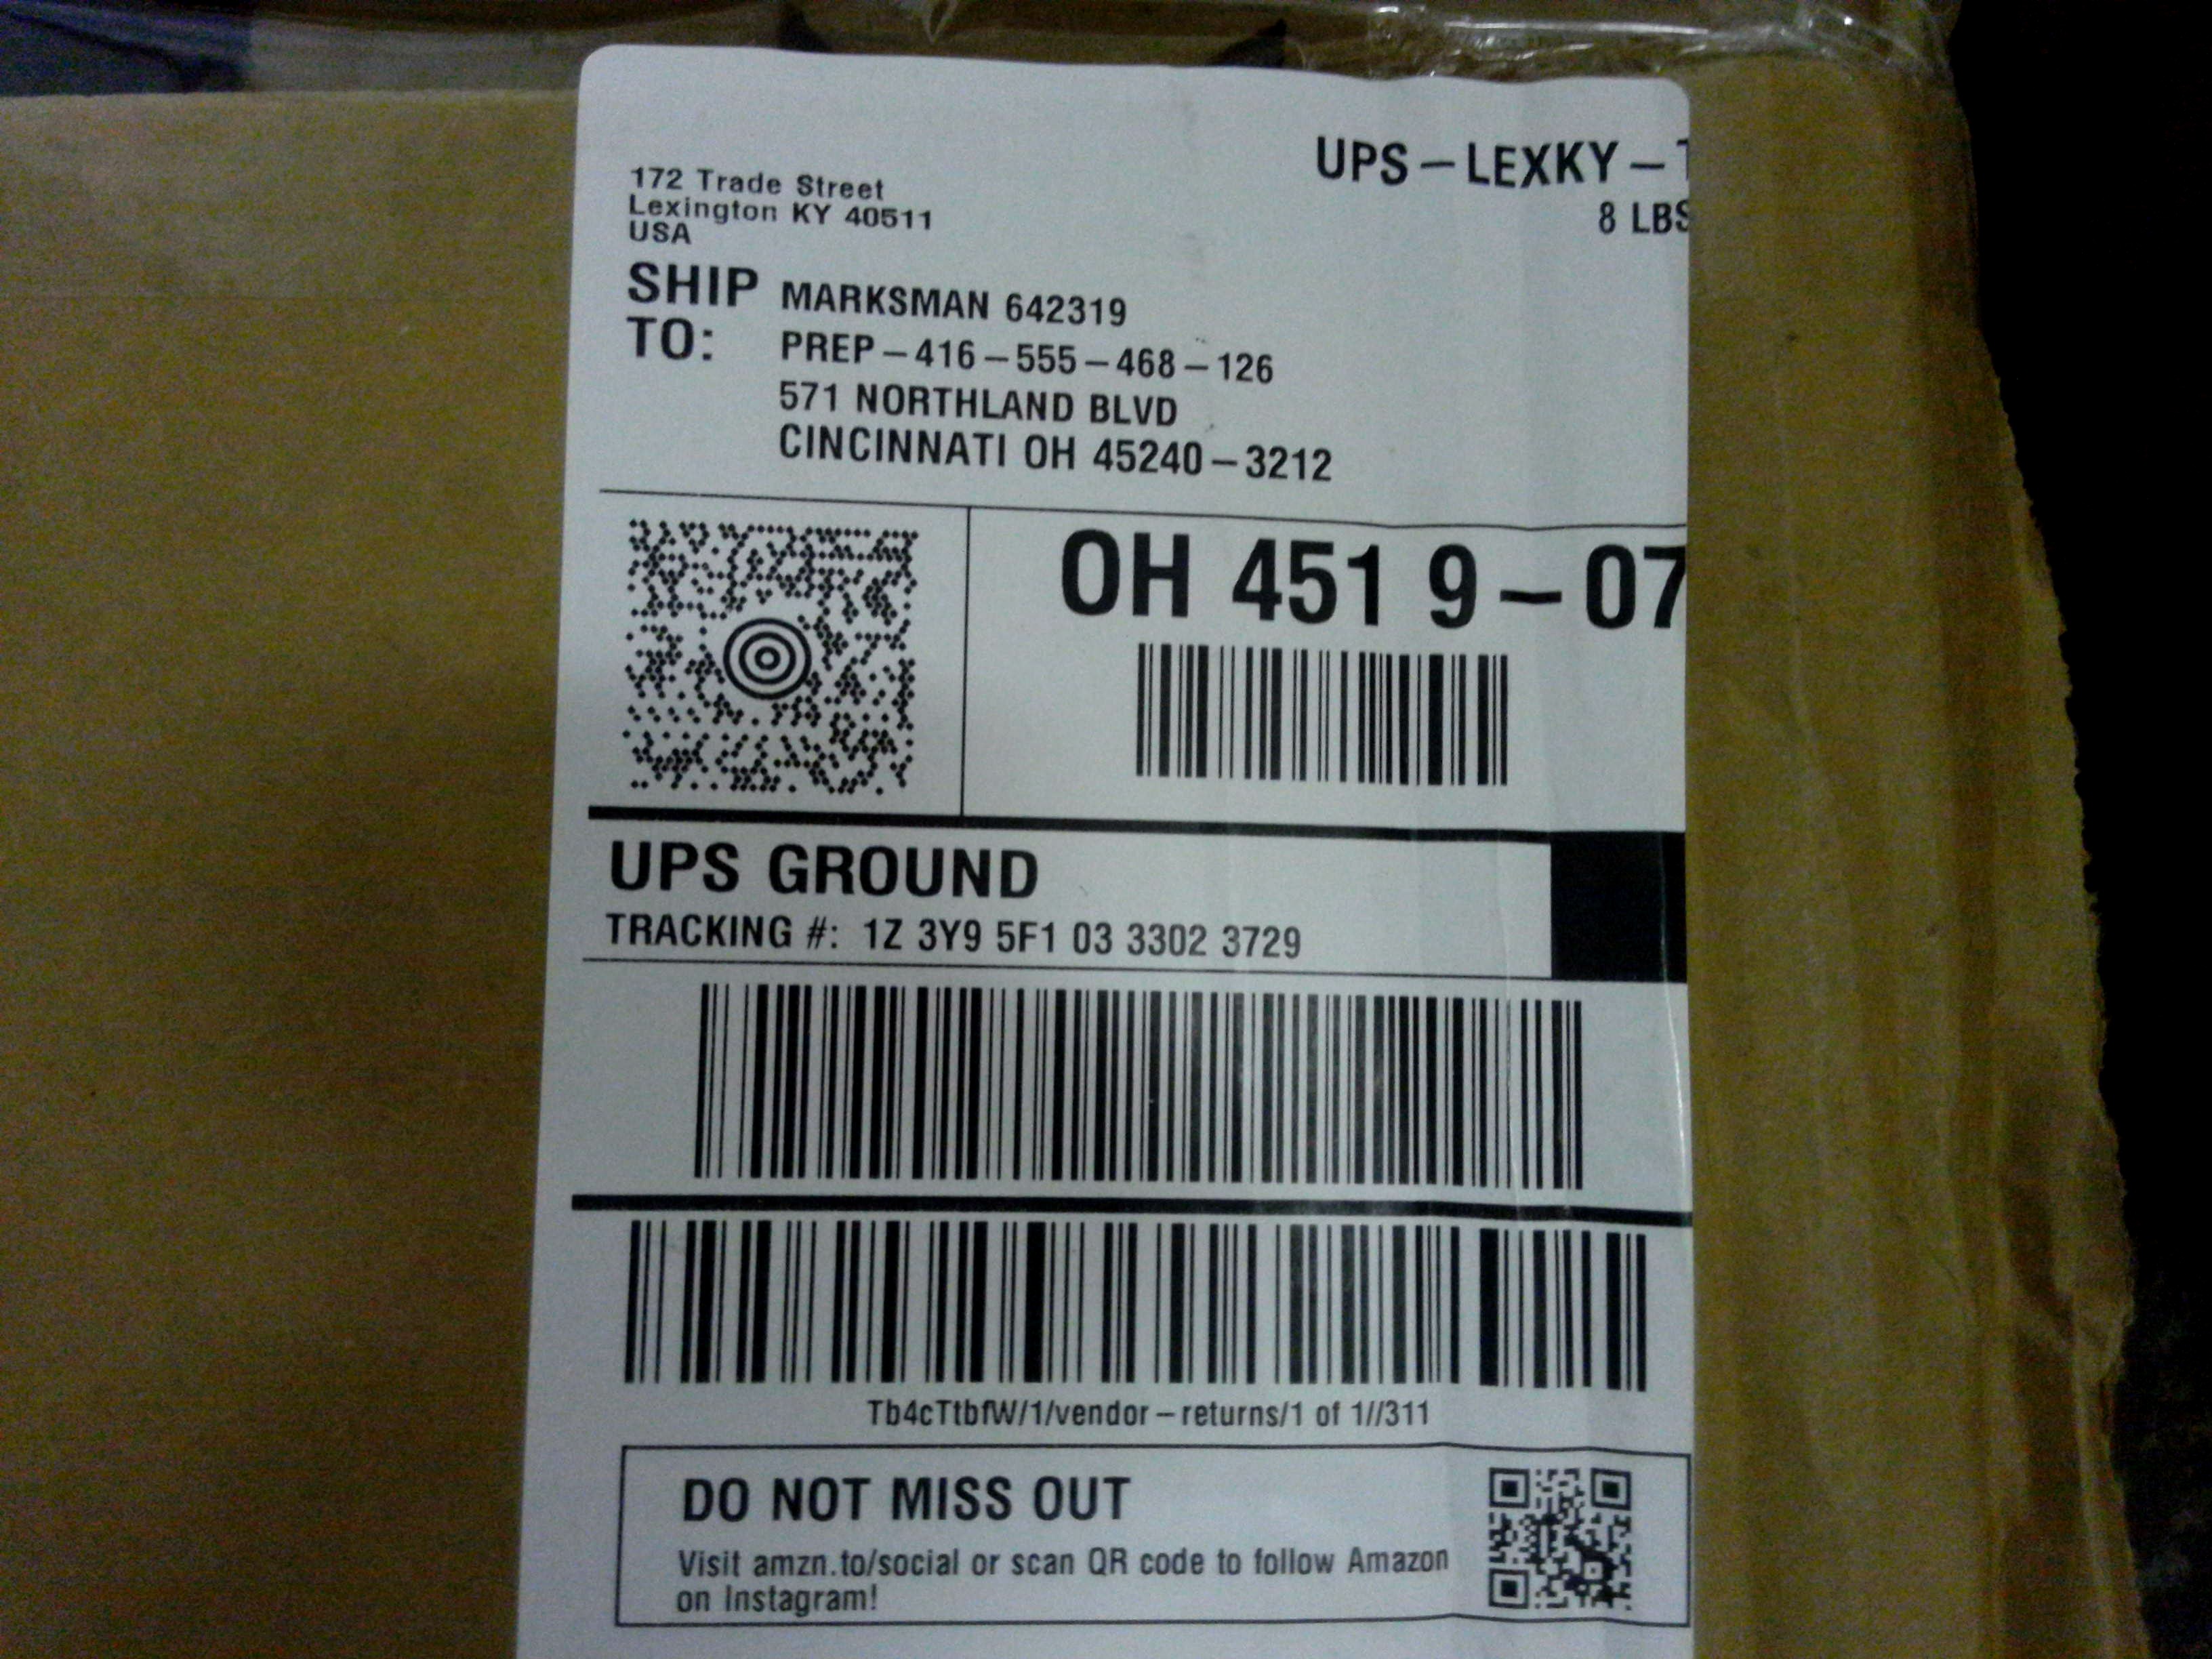 UPS – LEXKY –
8 LBS
172 Trade Street
Lexington KY 40511
USA
SHIP TO: MARKSMAN 642319
PREP – 416 – 555 – 468 – 126
571 NORTHLAND BLVD
CINCINNATI OH 45240 – 3212
OH 451 9 – 07
UPS GROUND
TRACKING #: 1Z 3Y9 5F1 03 3302 3729
Tb4cTtbfW/1/vendor – returns/1 of 1//311
DO NOT MISS OUT
Visit amzn.to/social or scan QR code to follow Amazon
on Instagram!